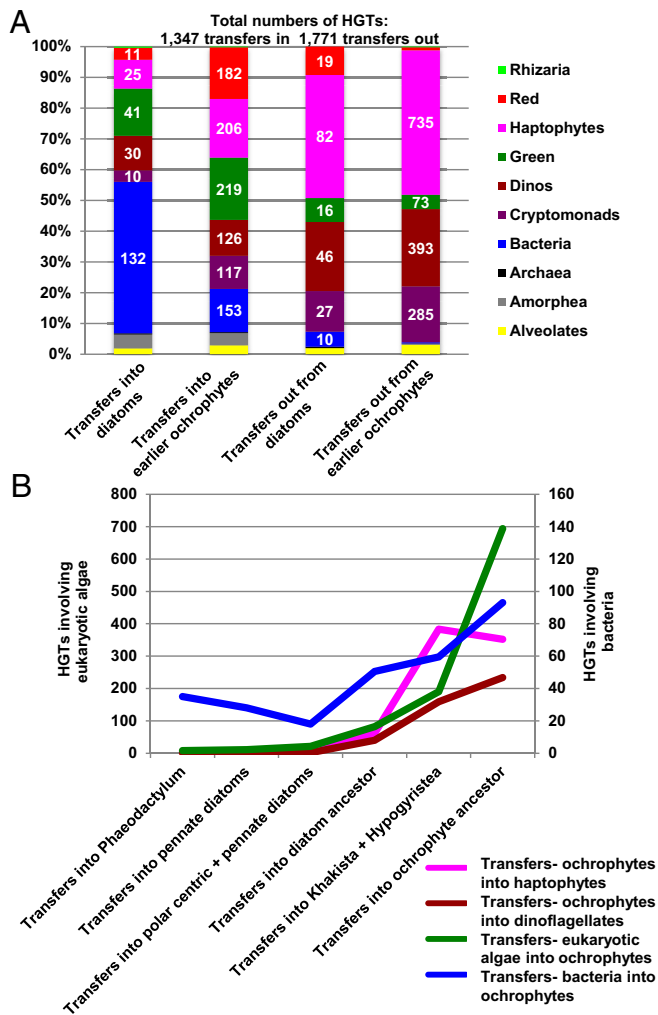 A
Total numbers of HGTs:
1,347 transfers in 1,771 transfers out
100%
90%
80%
70%
60%
50%
40%
30%
20%
10%
0%
11
25
41
30
10
132
182
206
219
126
117
153
19
82
16
46
27
10
735
73
393
285
Rhizaria
Red
Haptophytes
Green
Dinos
Cryptomonads
Bacteria
Archaea
Amorphea
Alveolates
Transfers into
diatoms
Transfers into
earlier ochrophytes
Transfers out from
diatoms
Transfers out from
earlier ochrophytes
B
HGTs involving
eukaryotic algae
800
700
600
500
400
300
200
100
0
160
140
120
100
80
60
40
20
0
HGTs involving
bacteria
Transfers into Phaeodactylum
Transfers into pennate diatoms
Transfers into polar centric + pennate diatoms
Transfers into diatom ancestor
Transfers into Khakista + Hypogyristea
Transfers into ochrophyte ancestor
Transfers- ochrophytes
into haptophytes
Transfers- ochrophytes
into dinoflagellates
Transfers- eukaryotic
algae into ochrophytes
Transfers- bacteria into
ochrophytes